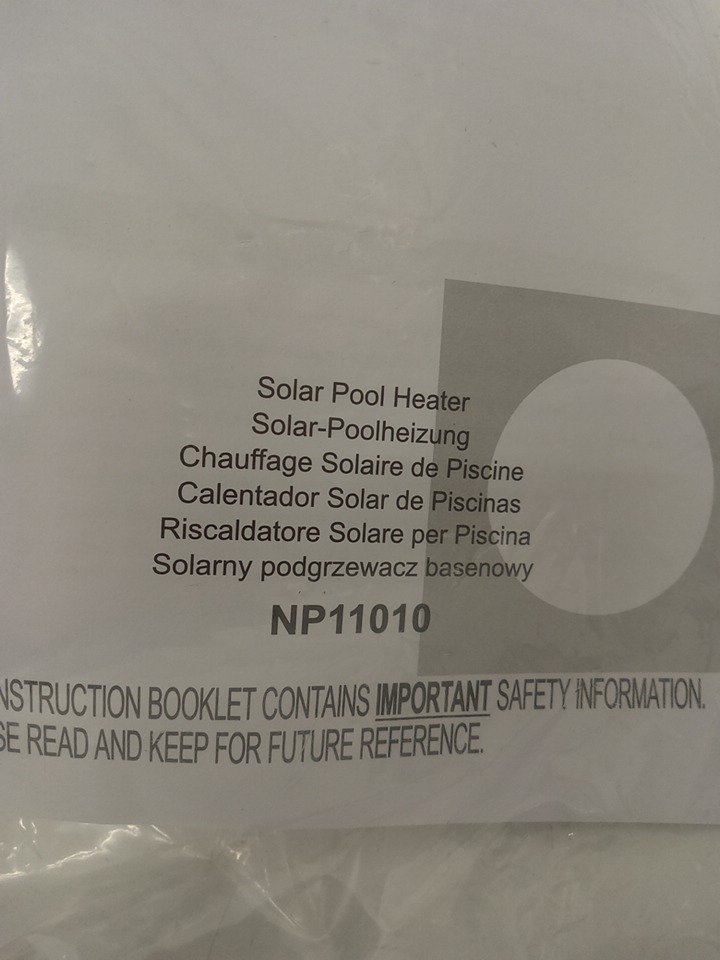 Solar Pool Heater
Solar-Poolheizung
Chauffage Solaire de Piscine
Calentador Solar de Piscinas
Riscaldatore Solare per Piscina
Solarny podgrzewacz basenowy
NP11010
NSTRUCTION BOOKLET CONTAINS IMPORTANT SAFETY INFORMATION.
SE READ AND KEEP FOR FUTURE REFERENCE.